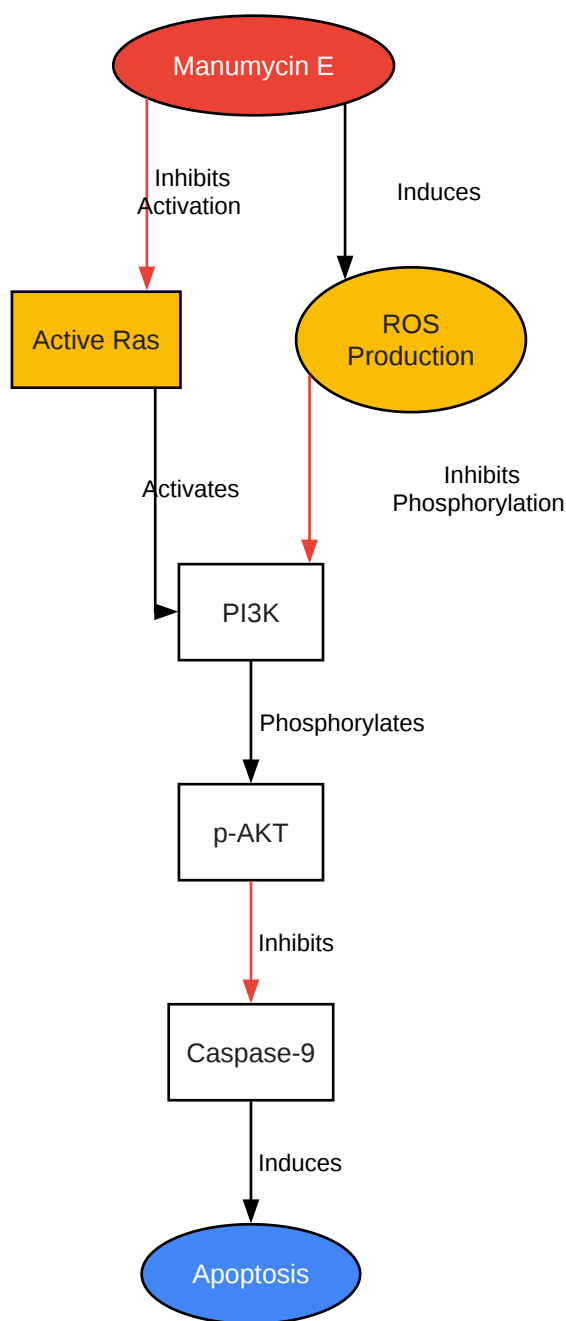 Manumycin E
Inhibits
Activation
Induces
Active Ras
ROS
Production
Activates
Inhibits
Phosphorylation
PI3K
Phosphorylates
p-AKT
Inhibits
Caspase-9
Induces
Apoptosis